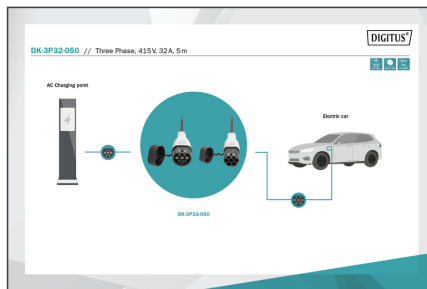 DIGITUS®
DK-3P32-050 // Three Phase, 415V, 32A, 5m
AC Charging point
Electric car
DK-3P32-050